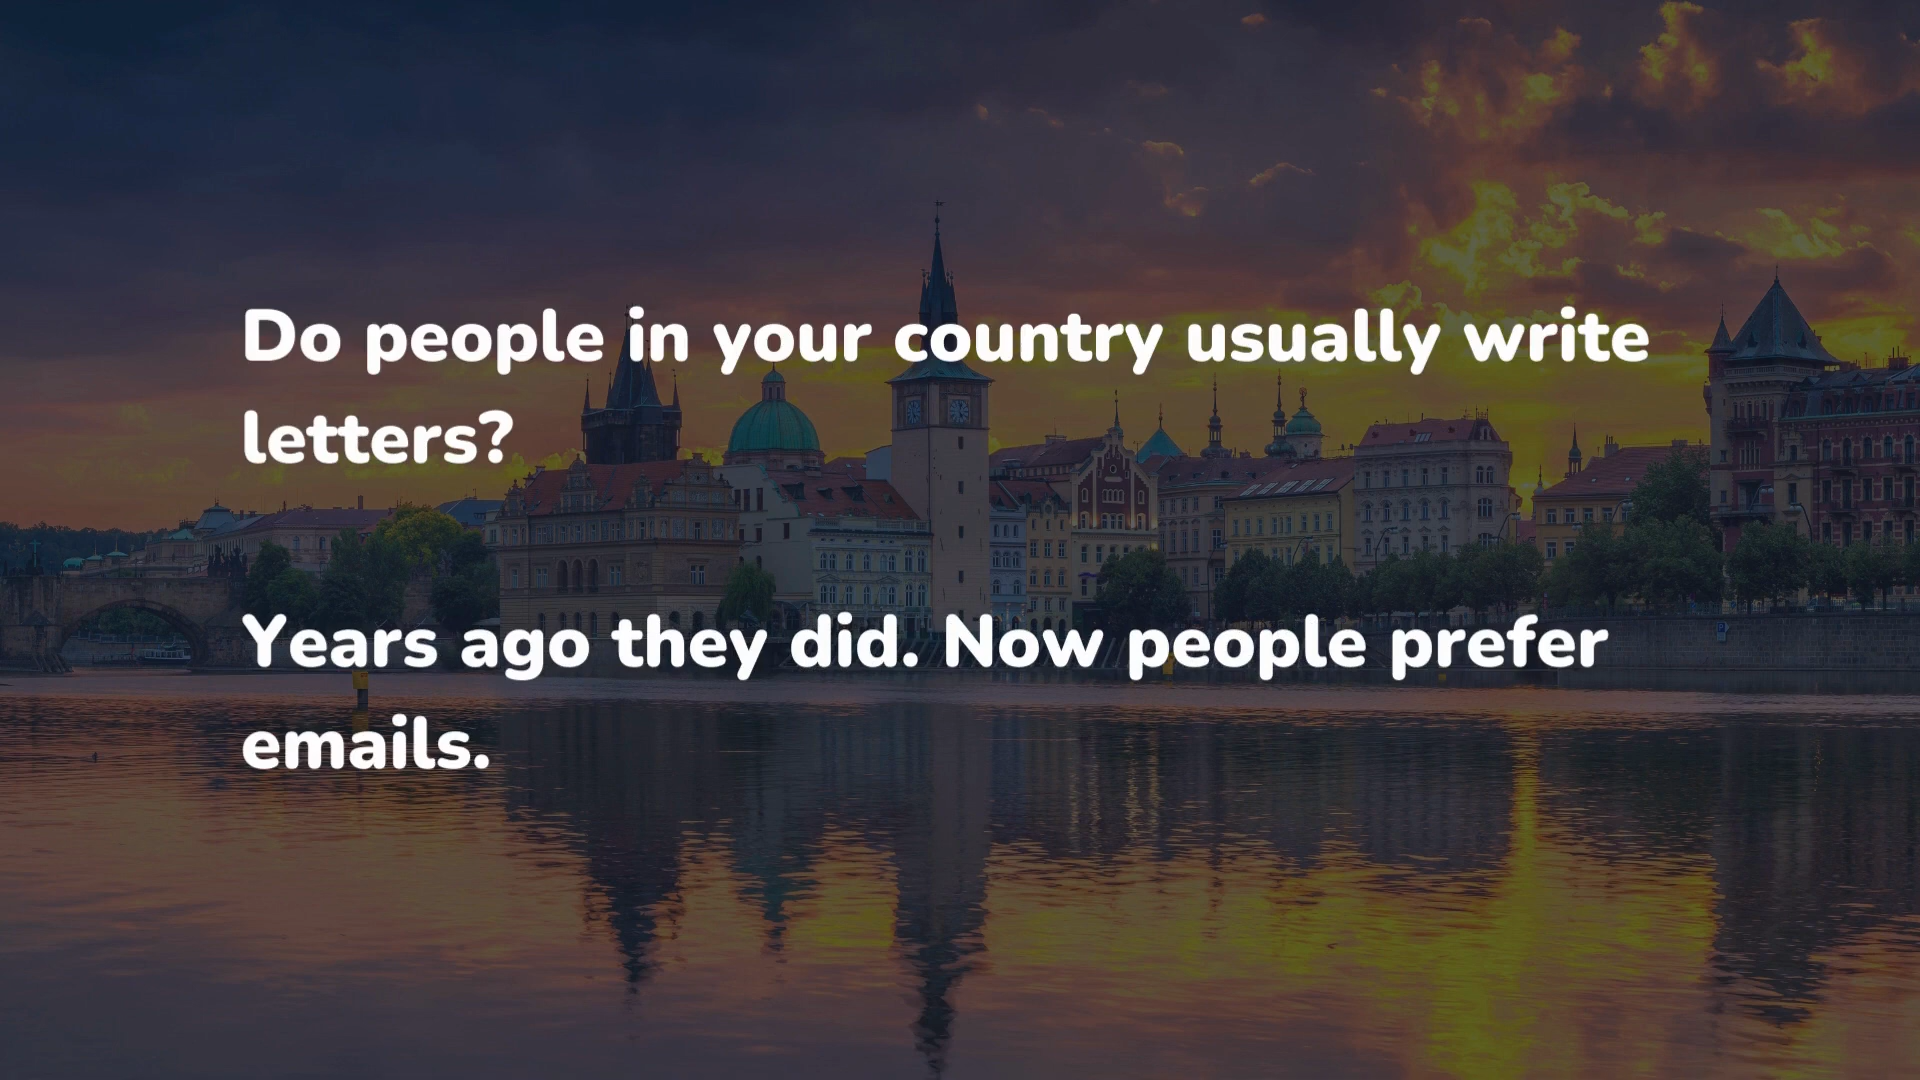 Do people in your country usually write
letters?
Years ago they did. Now people prefer
emails.